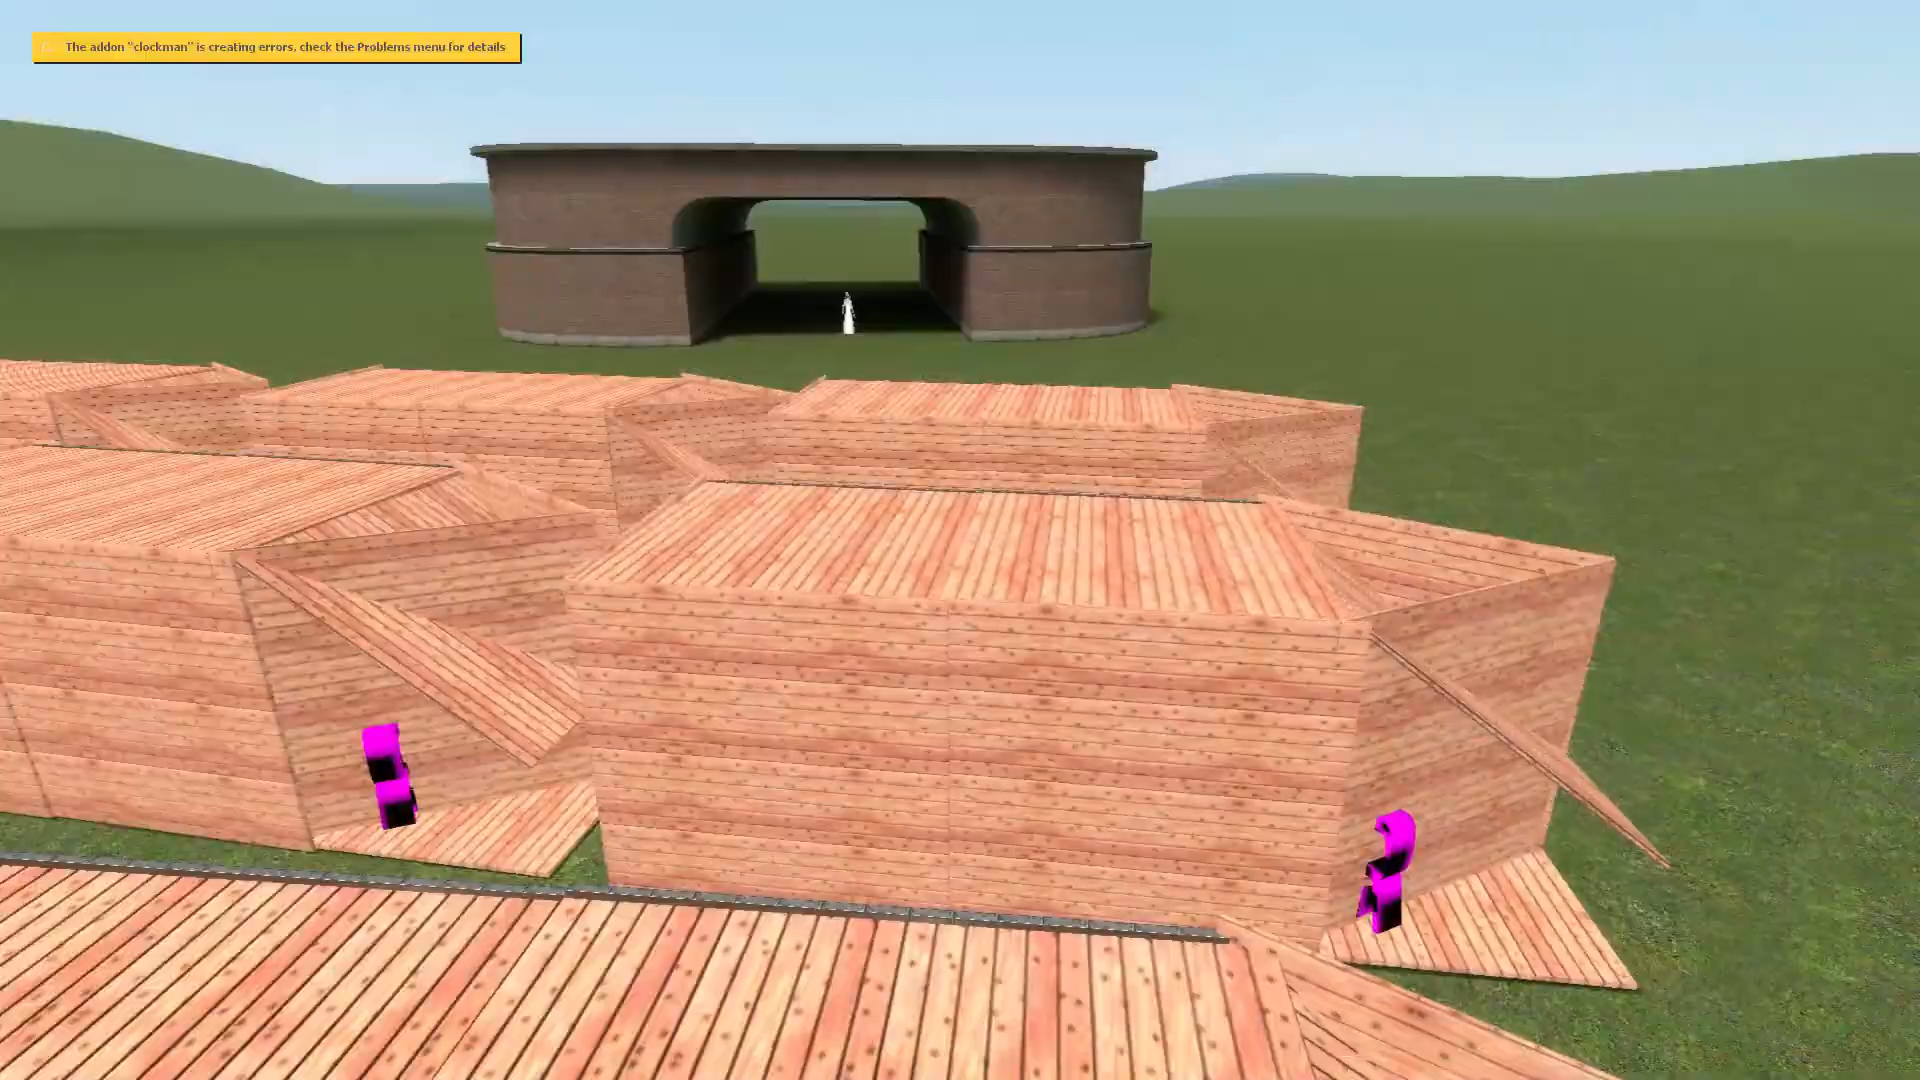 The addon "clockman" is creating errors, check the Problems menu for details